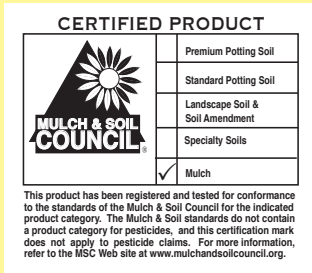 CERTIFIED PRODUCT
Premium Potting Soil
Standard Potting Soil
Landscape Soil &
Soil Amendment
Specialty Soils
✓ Mulch
MULCH & SOIL
COUNCIL®
This product has been registered and tested for conformance
to the standards of the Mulch & Soil Council for the indicated
product category. The Mulch & Soil standards do not contain
a product category for pesticides, and this certification mark
does not apply to pesticide claims. For more information,
refer to the MSC Web site at www.mulchandsoilcouncil.org.